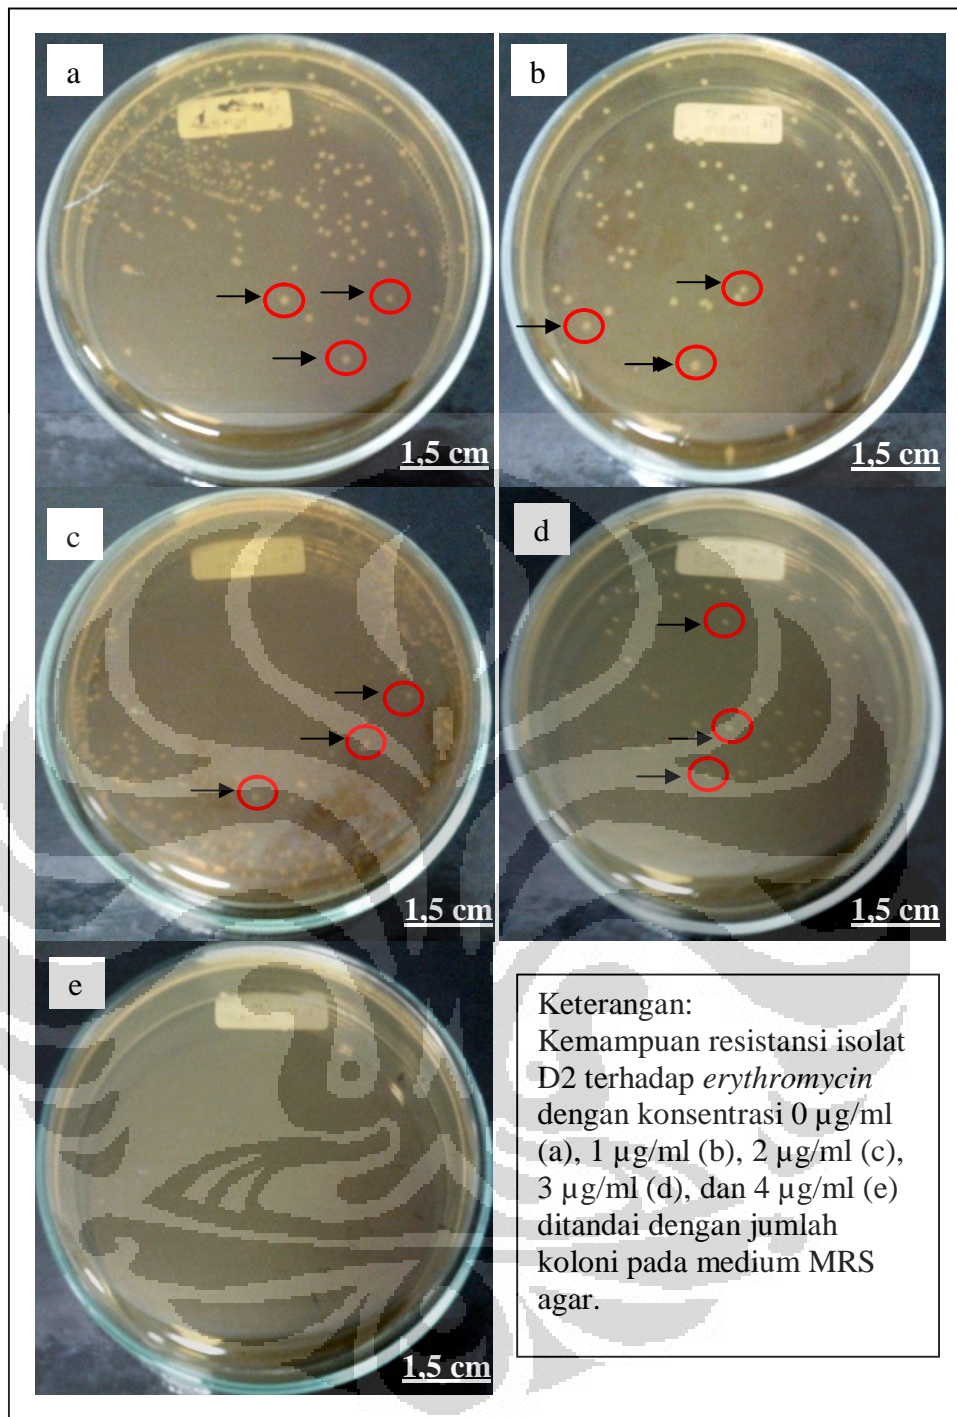 a
b
1,5 cm
1,5 cm
c
d
1,5 cm
1,5 cm
e
1,5 cm
Keterangan:
Kemampuan resistansi isolat
D2 terhadap erythromycin
dengan konsentrasi 0 µg/ml
(a), 1 µg/ml (b), 2 µg/ml (c),
3 µg/ml (d), dan 4 µg/ml (e)
ditandai dengan jumlah
koloni pada medium MRS
agar.